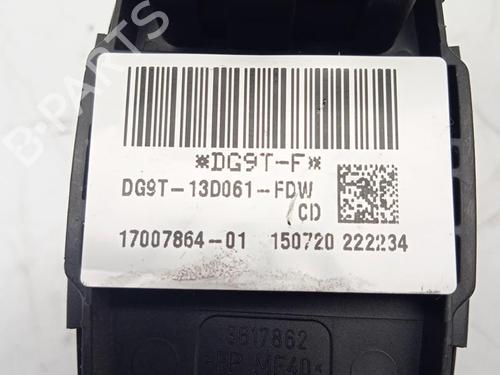 *DG9T-F*
DG9T-13D061-FDW
CD
17007864-01 150720 222234
3617862
B-PARTS